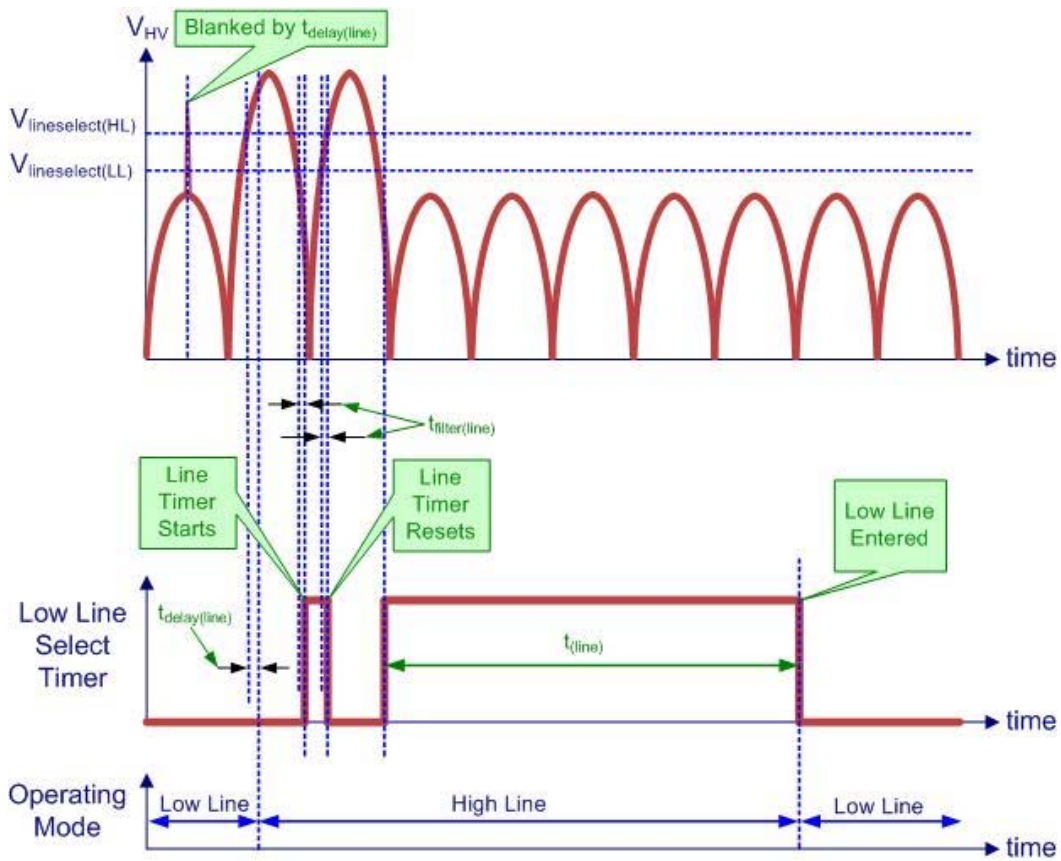 V_HV
Blanked by t_delay(line)
V_lineselect(HL)
V_lineselect(LL)
time
t_filter(line)
Line
Timer
Starts
Line
Timer
Resets
Low Line
Entered
Low Line
Select
Timer
t_delay(line)
t_(line)
time
Operating
Mode
Low Line
High Line
Low Line
time